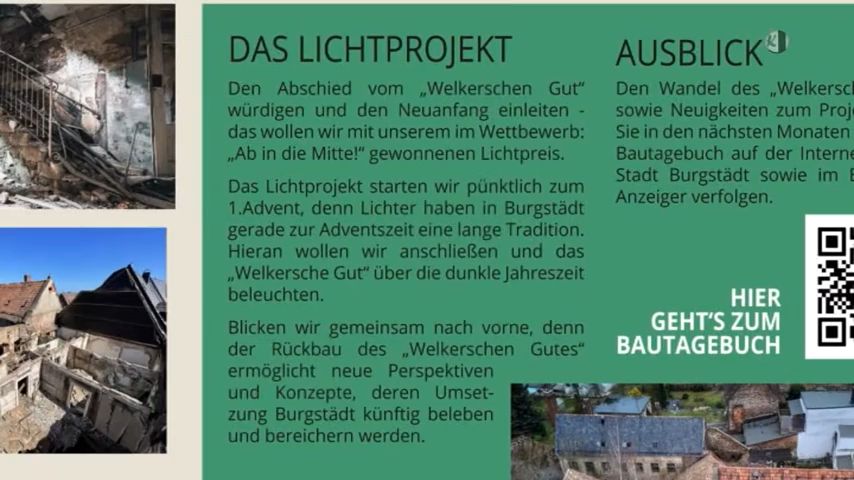 DAS LICHTPROJEKT
Den Abschied vom „Welkerschen Gut“
würdigen und den Neuanfang einleiten -
das wollen wir mit unserem im Wettbewerb:
„Ab in die Mitte!“ gewonnenen Lichtpreis.
Das Lichtprojekt starten wir pünktlich zum
1.Advent, denn Lichter haben in Burgstädt
gerade zur Adventszeit eine lange Tradition.
Hieran wollen wir anschließen und das
„Welkersche Gut“ über die dunkle Jahreszeit
beleuchten.
Blicken wir gemeinsam nach vorne, denn
der Rückbau des „Welkerschen Gutes“
ermöglicht neue Perspektiven
und Konzepte, deren Umset-
zung Burgstädt künftig beleben
und bereichern werden.
AUSBLICK
Den Wandel des
sowie Neuigkeiten zum
Sie in den nächsten Monaten
Bautagebuch auf der
Stadt Burgstädt sowie im
Anzeiger verfolgen.
HIER
GEHT‘S ZUM
BAUTAGEBUCH